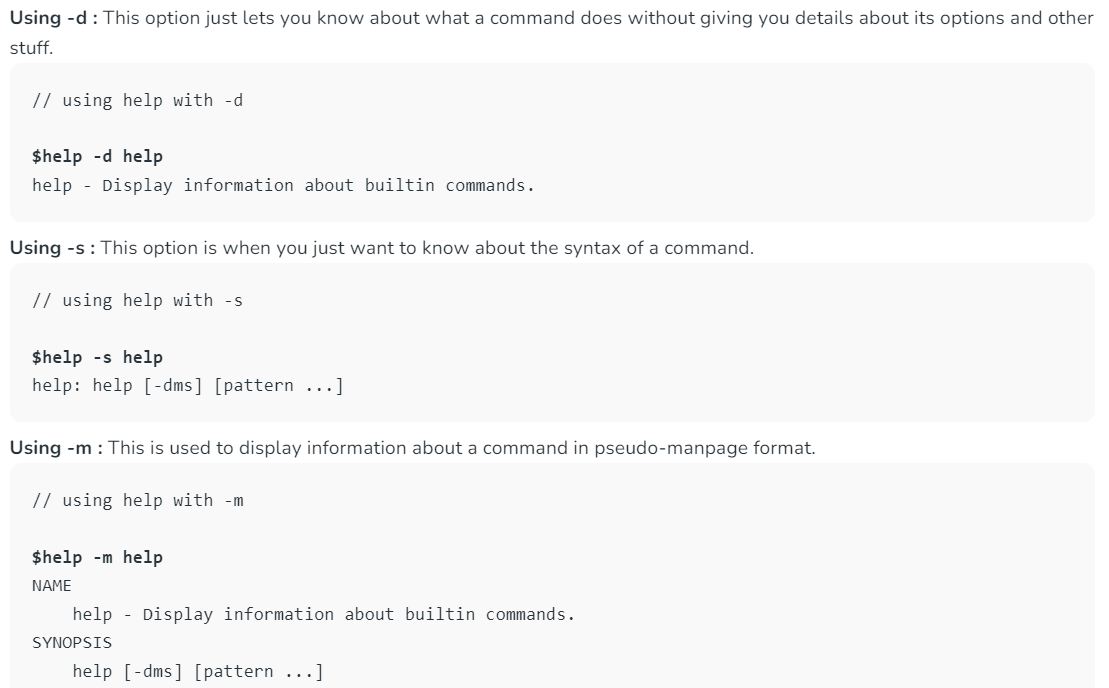 Using -d : This option just lets you know about what a command does without giving you details about its options and other
stuff.
// using help with -d
$help -d help
help - Display information about builtin commands.
Using -s : This option is when you just want to know about the syntax of a command.
// using help with -s
$help -s help
help: help [-dms] [pattern ...]
Using -m : This is used to display information about a command in pseudo-manpage format.
// using help with -m
$help -m help
NAME
    help - Display information about builtin commands.
SYNOPSIS
    help [-dms] [pattern ...]